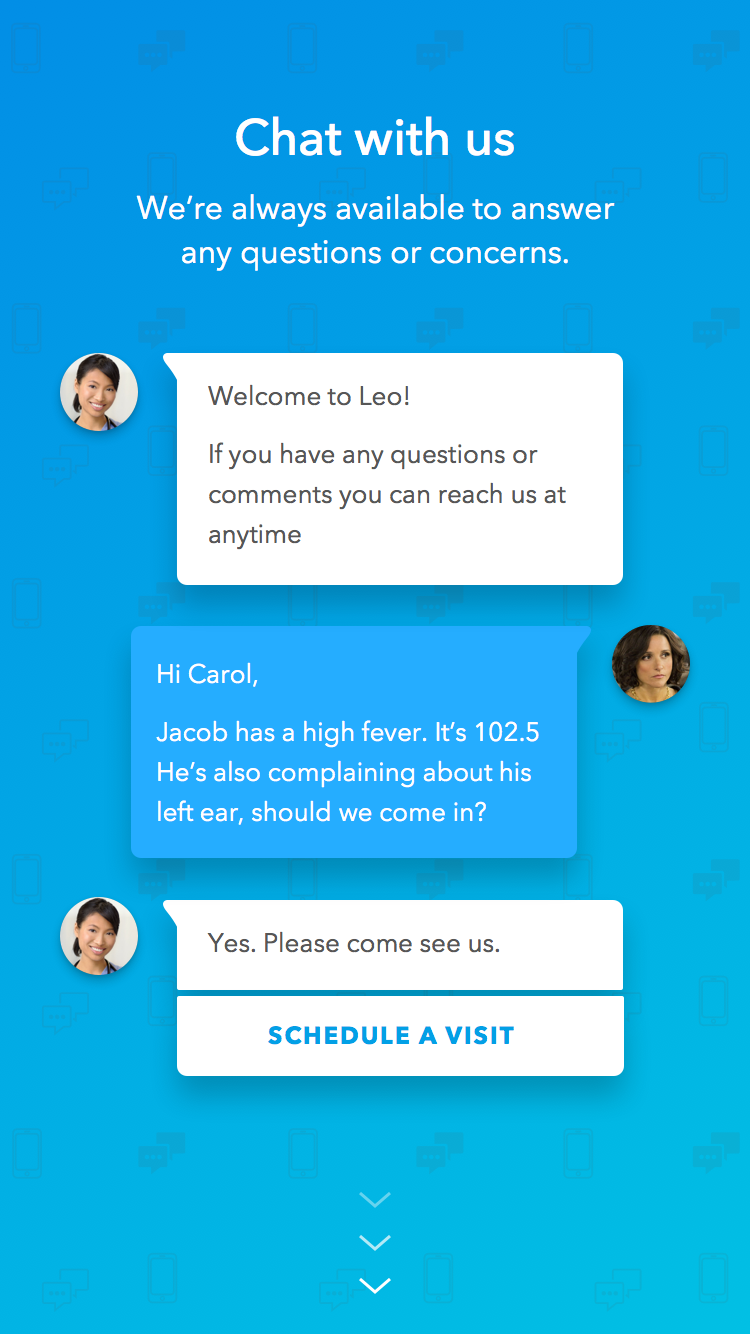 Chat with us
We’re always available to answer
any questions or concerns.
Welcome to Leo!
If you have any questions or
comments you can reach us at
anytime
Hi Carol,
Jacob has a high fever. It’s 102.5
He’s also complaining about his
left ear, should we come in?
Yes. Please come see us.
SCHEDULE A VISIT